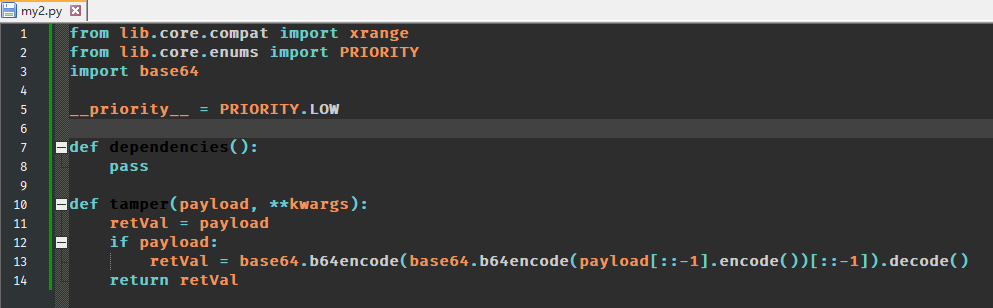 my2.py
1 from lib.core.compat import xrange
2 from lib.core.enums import PRIORITY
3 import base64
4
5 __priority__ = PRIORITY.LOW
6
7 def dependencies():
8     pass
9
10 def tamper(payload, **kwargs):
11     retVal = payload
12     if payload:
13         retVal = base64.b64encode(base64.b64encode(payload[::-1].encode())[::-1]).decode()
14     return retVal